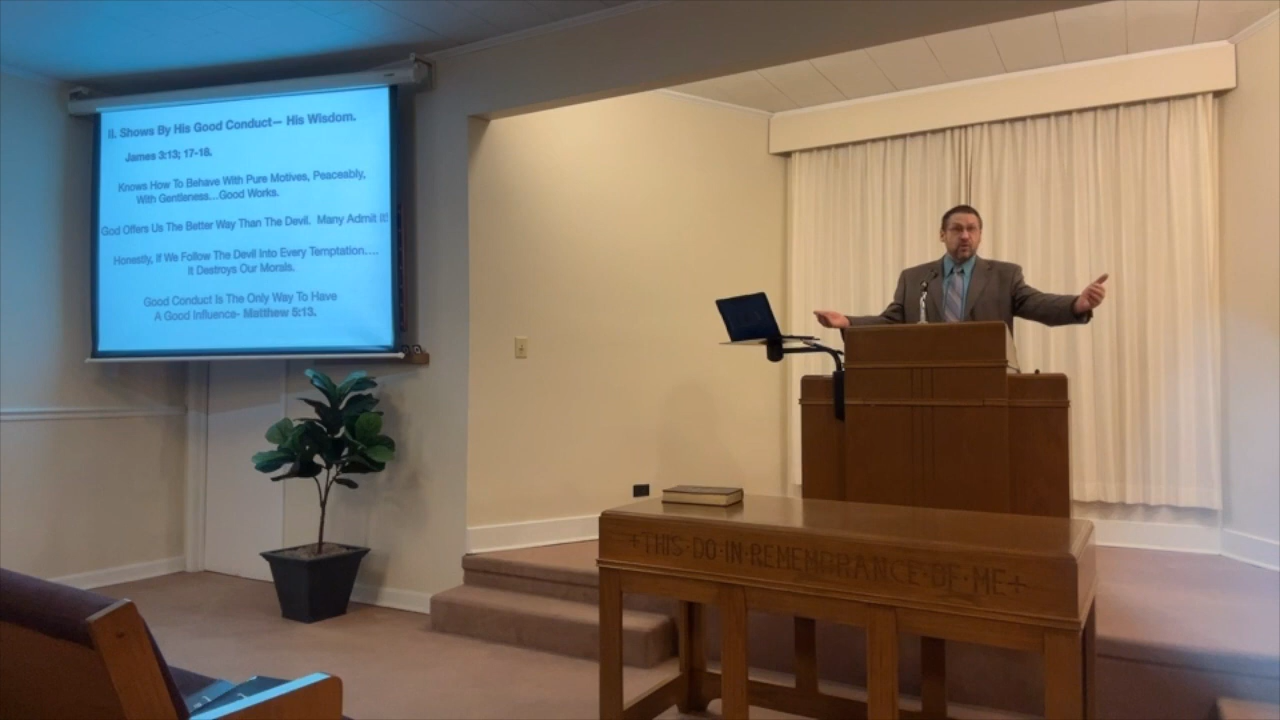 II. Shows By His Good Conduct— His Wisdom.
James 3:13; 17-18.
Knows How To Behave With Pure Motives, Peaceably,
With Gentleness...Good Works.
God Offers Us The Better Way Than The Devil. Many Admit It!
Honestly, If We Follow The Devil Into Every Temptation....
It Destroys Our Morals.
Good Conduct Is The Only Way To Have
A Good Influence- Matthew 5:13.
+THIS·DO·IN·REMEMBRANCE·OF·ME+